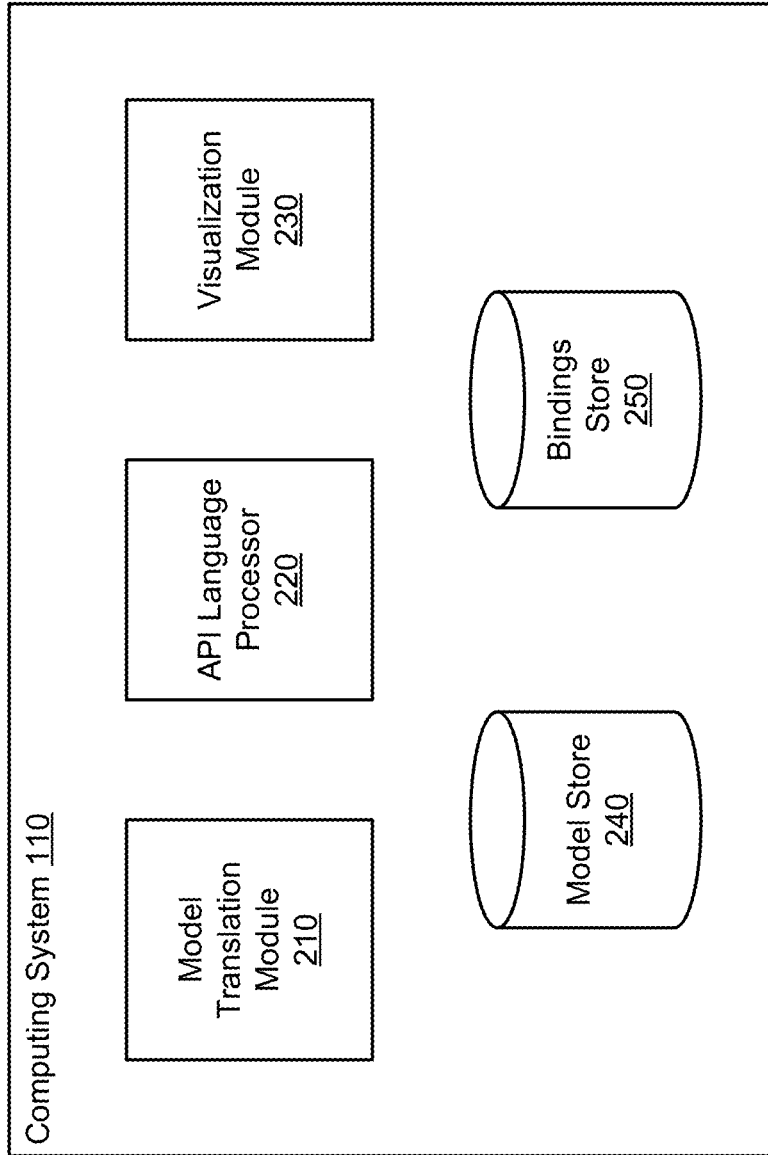 Computing System 110
Model
Translation
Module
210
API Language
Processor
220
Visualization
Module
230
Model Store
240
Bindings
Store
250